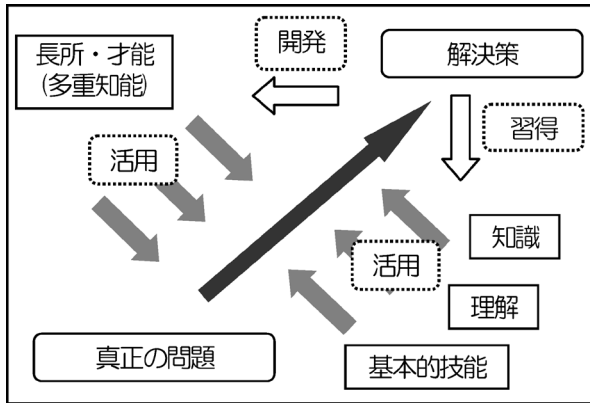 長所・才能
(多重知能)
開発
解決策
活用
習得
知識
活用
理解
真正の問題
基本的技能